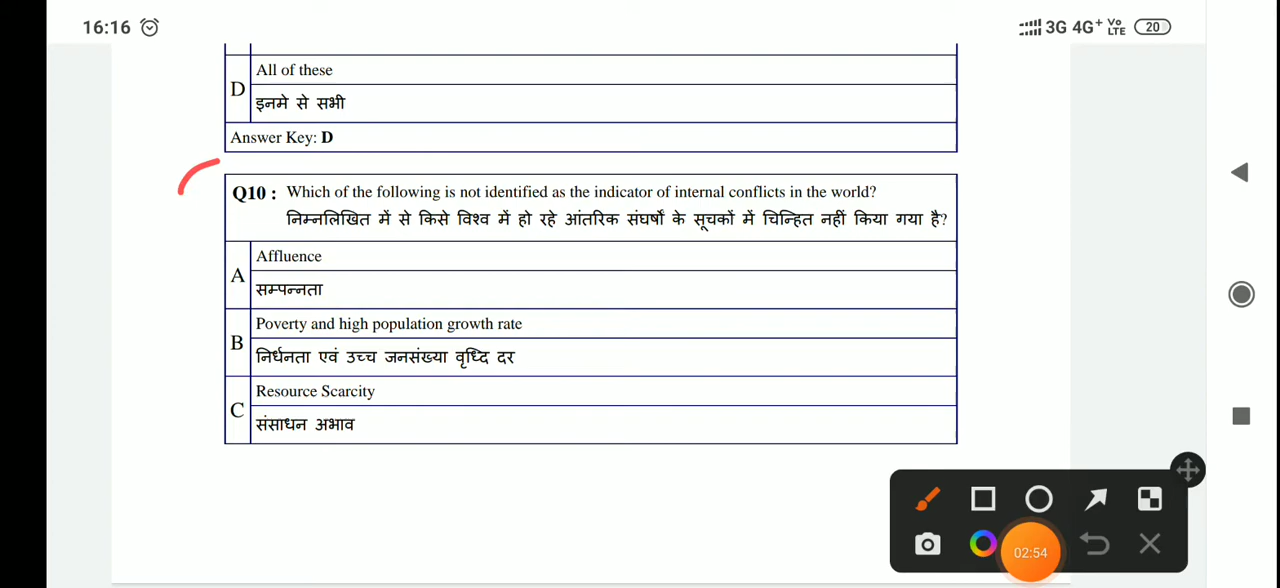 16:16
3G 4G+ Vo LTE 20
D
All of these
इनमे से सभी
Answer Key: D
Q10 : Which of the following is not identified as the indicator of internal conflicts in the world?
निम्नलिखित में से किसे विश्व में हो रहे आंतरिक संघर्षों के सूचकों में चिन्हित नहीं किया गया है?
A
Affluence
सम्पन्नता
B
Poverty and high population growth rate
निर्धनता एवं उच्च जनसंख्या वृध्दि दर
C
Resource Scarcity
संसाधन अभाव
02:54